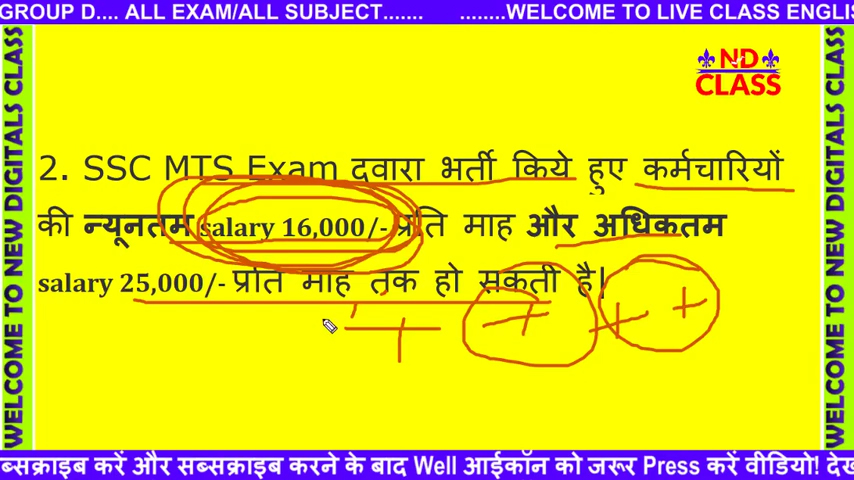 GROUP D.... ALL EXAM/ALL SUBJECT....... ........WELCOME TO LIVE CLASS ENGLIS
ND
CLASS
2. SSC MTS Exam दवारा भर्ती किये हुए कर्मचारियों
की न्यूनतम salary 16,000/- प्रति माह और अधिकतम
salary 25,000/- प्रति माह तक हो सकती है|
+ + + +
WELCOME TO NEW DIGITALS CLASS
WELCOME TO NEW DIGITALS CLASS
ब्सक्राइब करें और सब्सक्राइब करने के बाद Well आईकॉन को जरूर Press करें वीडियो! देख